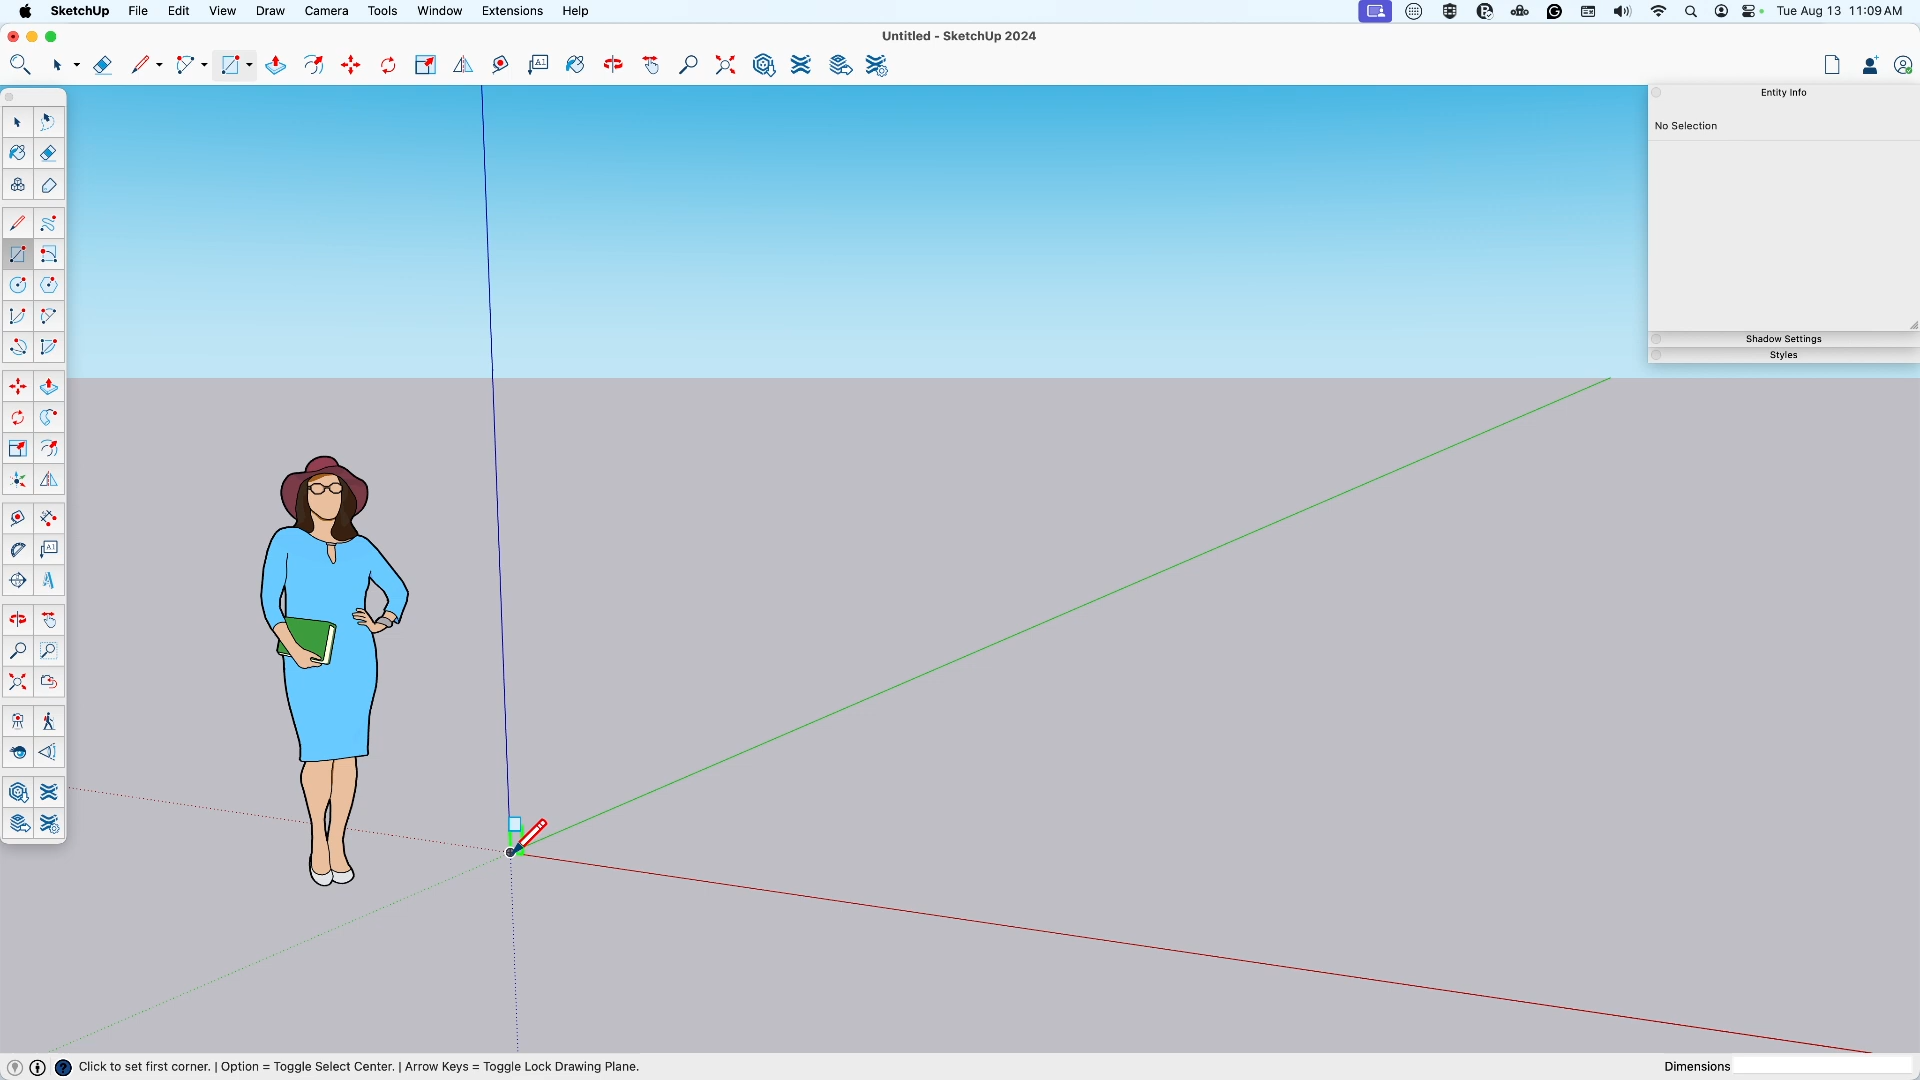 SketchUp File Edit View Draw Camera Tools Window Extensions Help Tue Aug 13 11:09 AM
Untitled - SketchUp 2024
A1
Entity Info
No Selection
Shadow Settings
Styles
A1
Click to set first corner. | Option = Toggle Select Center. | Arrow Keys = Toggle Lock Drawing Plane.
Dimensions